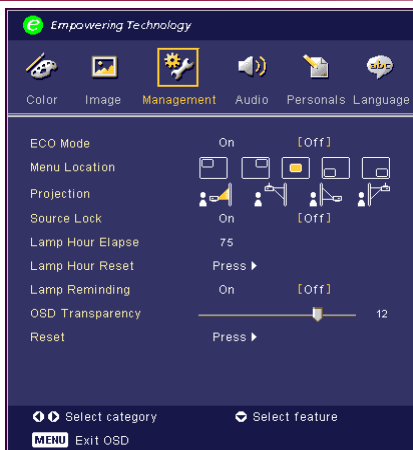 e Empowering Technology
Color Image Management Audio Personals Language
abc
ECO Mode On [Off]
Menu Location
Projection
Source Lock On [Off]
Lamp Hour Elapse 75
Lamp Hour Reset Press
Lamp Reminding On [Off]
OSD Transparency 12
Reset Press
Select category Select feature
MENU Exit OSD